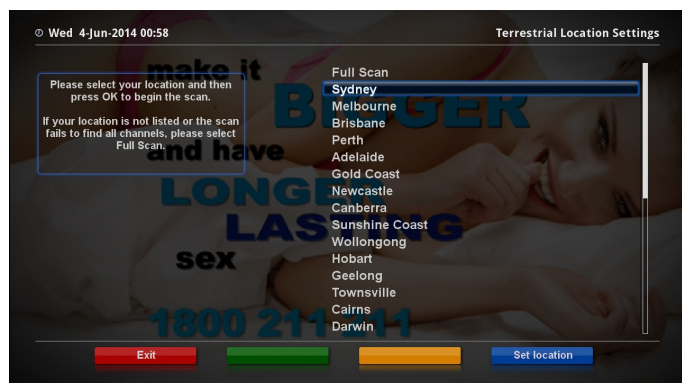 Wed 4-Jun-2014 00:58
Terrestrial Location Settings
Please select your location and then
press OK to begin the scan.
If your location is not listed or the scan
fails to find all channels, please select
Full Scan.
Full Scan
Sydney
Melbourne
Brisbane
Perth
Adelaide
Gold Coast
Newcastle
Canberra
Sunshine Coast
Wollongong
Hobart
Geelong
Townsville
Cairns
Darwin
make it
BIGGER
and have
LONGER
LASTING
sex
1800 211 211
Exit
Set location